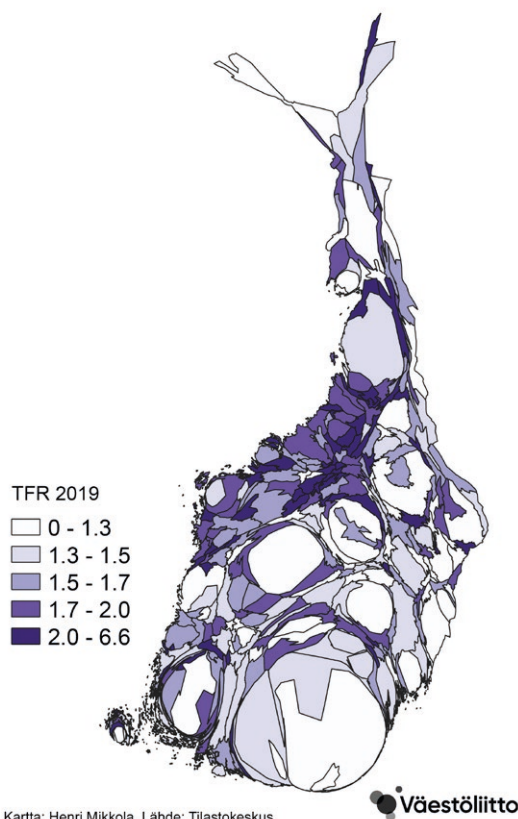 TFR 2019
0 - 1.3
1.3 - 1.5
1.5 - 1.7
1.7 - 2.0
2.0 - 6.6
Kartta: Henri Mikkola, Lähde: Tilastokeskus
Väestöliitto